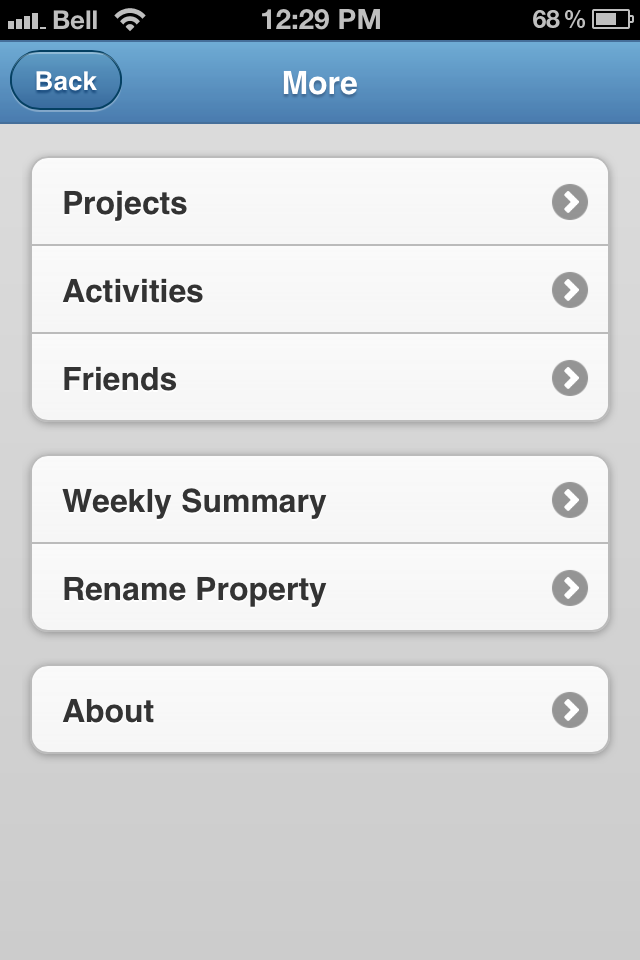 Bell 12:29 PM 68 %
Back More
Projects
Activities
Friends
Weekly Summary
Rename Property
About